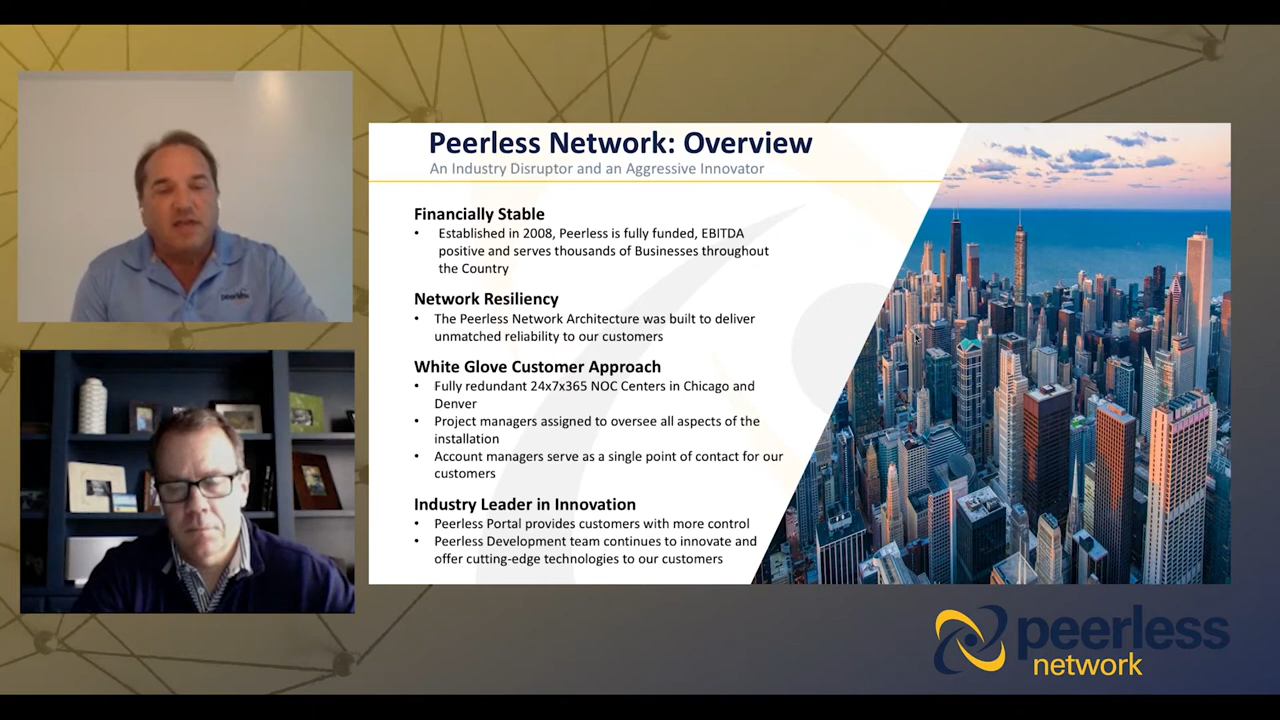 Peerless Network: Overview
An Industry Disruptor and an Aggressive Innovator
Financially Stable
• Established in 2008, Peerless is fully funded, EBITDA
positive and serves thousands of Businesses throughout
the Country
Network Resiliency
• The Peerless Network Architecture was built to deliver
unmatched reliability to our customers
White Glove Customer Approach
• Fully redundant 24x7x365 NOC Centers in Chicago and
Denver
• Project managers assigned to oversee all aspects of the
installation
• Account managers serve as a single point of contact for our
customers
Industry Leader in Innovation
• Peerless Portal provides customers with more control
• Peerless Development team continues to innovate and
offer cutting-edge technologies to our customers
peerless
peerless
network